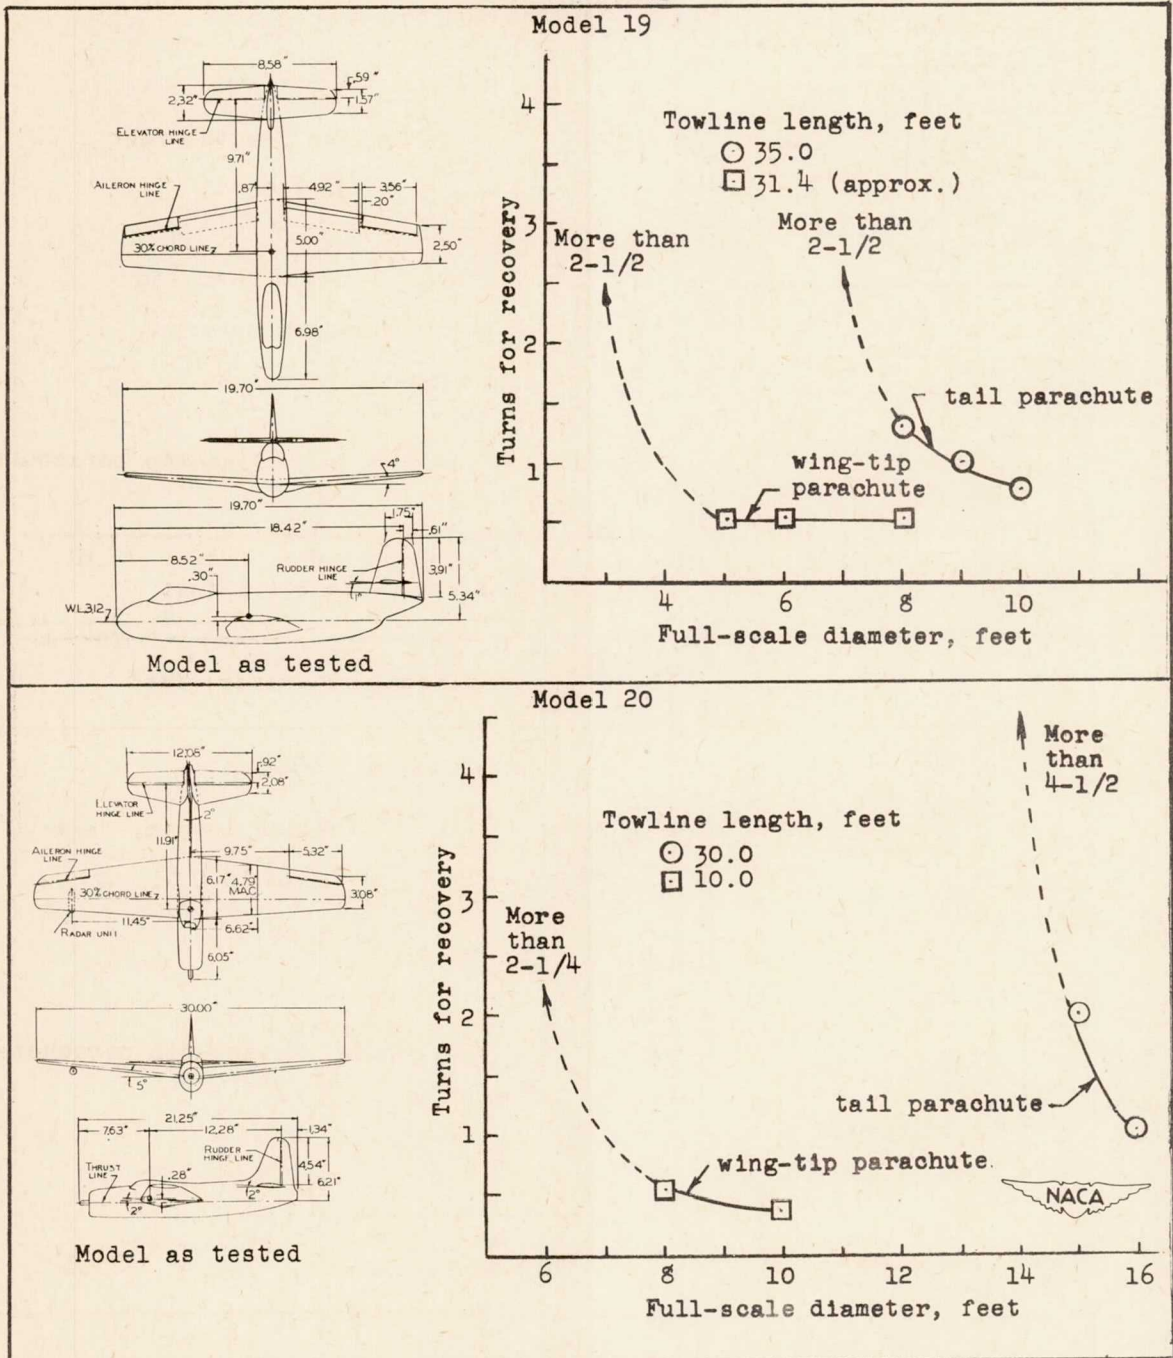 Model 19
8.58"
.59"
2.32"
1.57"
ELEVATOR HINGE
LINE
9.71"
AILERON HINGE
LINE
.87"
4.92"
3.56"
.20"
5.00"
2.50"
30% CHORD LINE
6.98"
19.70"
4°
19.70"
18.42"
1.75"
.61"
8.52"
.30"
RUDDER HINGE
LINE
3.91"
1°
5.34"
WL3.12
Model as tested
Turns for recovery
4
3
2
1
Towline length, feet
35.0
31.4 (approx.)
More than
2-1/2
More than
2-1/2
tail parachute
wing-tip
parachute
4 6 8 10
Full-scale diameter, feet
Model 20
12.08"
.92"
2.08"
ELEVATOR
HINGE LINE
2"
11.91"
AILERON HINGE
LINE
9.75"
5.32"
6.17"
4.79"
M.A.C.
3.08"
30% CHORD LINE
11.45"
6.62"
RADAR UNIT
6.05"
30.00"
5°
21.25"
7.63"
12.28"
1.34"
RUDDER
HINGE LINE
THRUST
LINE
.28"
4.54"
6.21"
2°
2°
Model as tested
Turns for recovery
4
3
2
1
Towline length, feet
30.0
10.0
More
than
2-1/4
More
than
4-1/2
tail parachute
wing-tip parachute
NACA
6 8 10 12 14 16
Full-scale diameter, feet